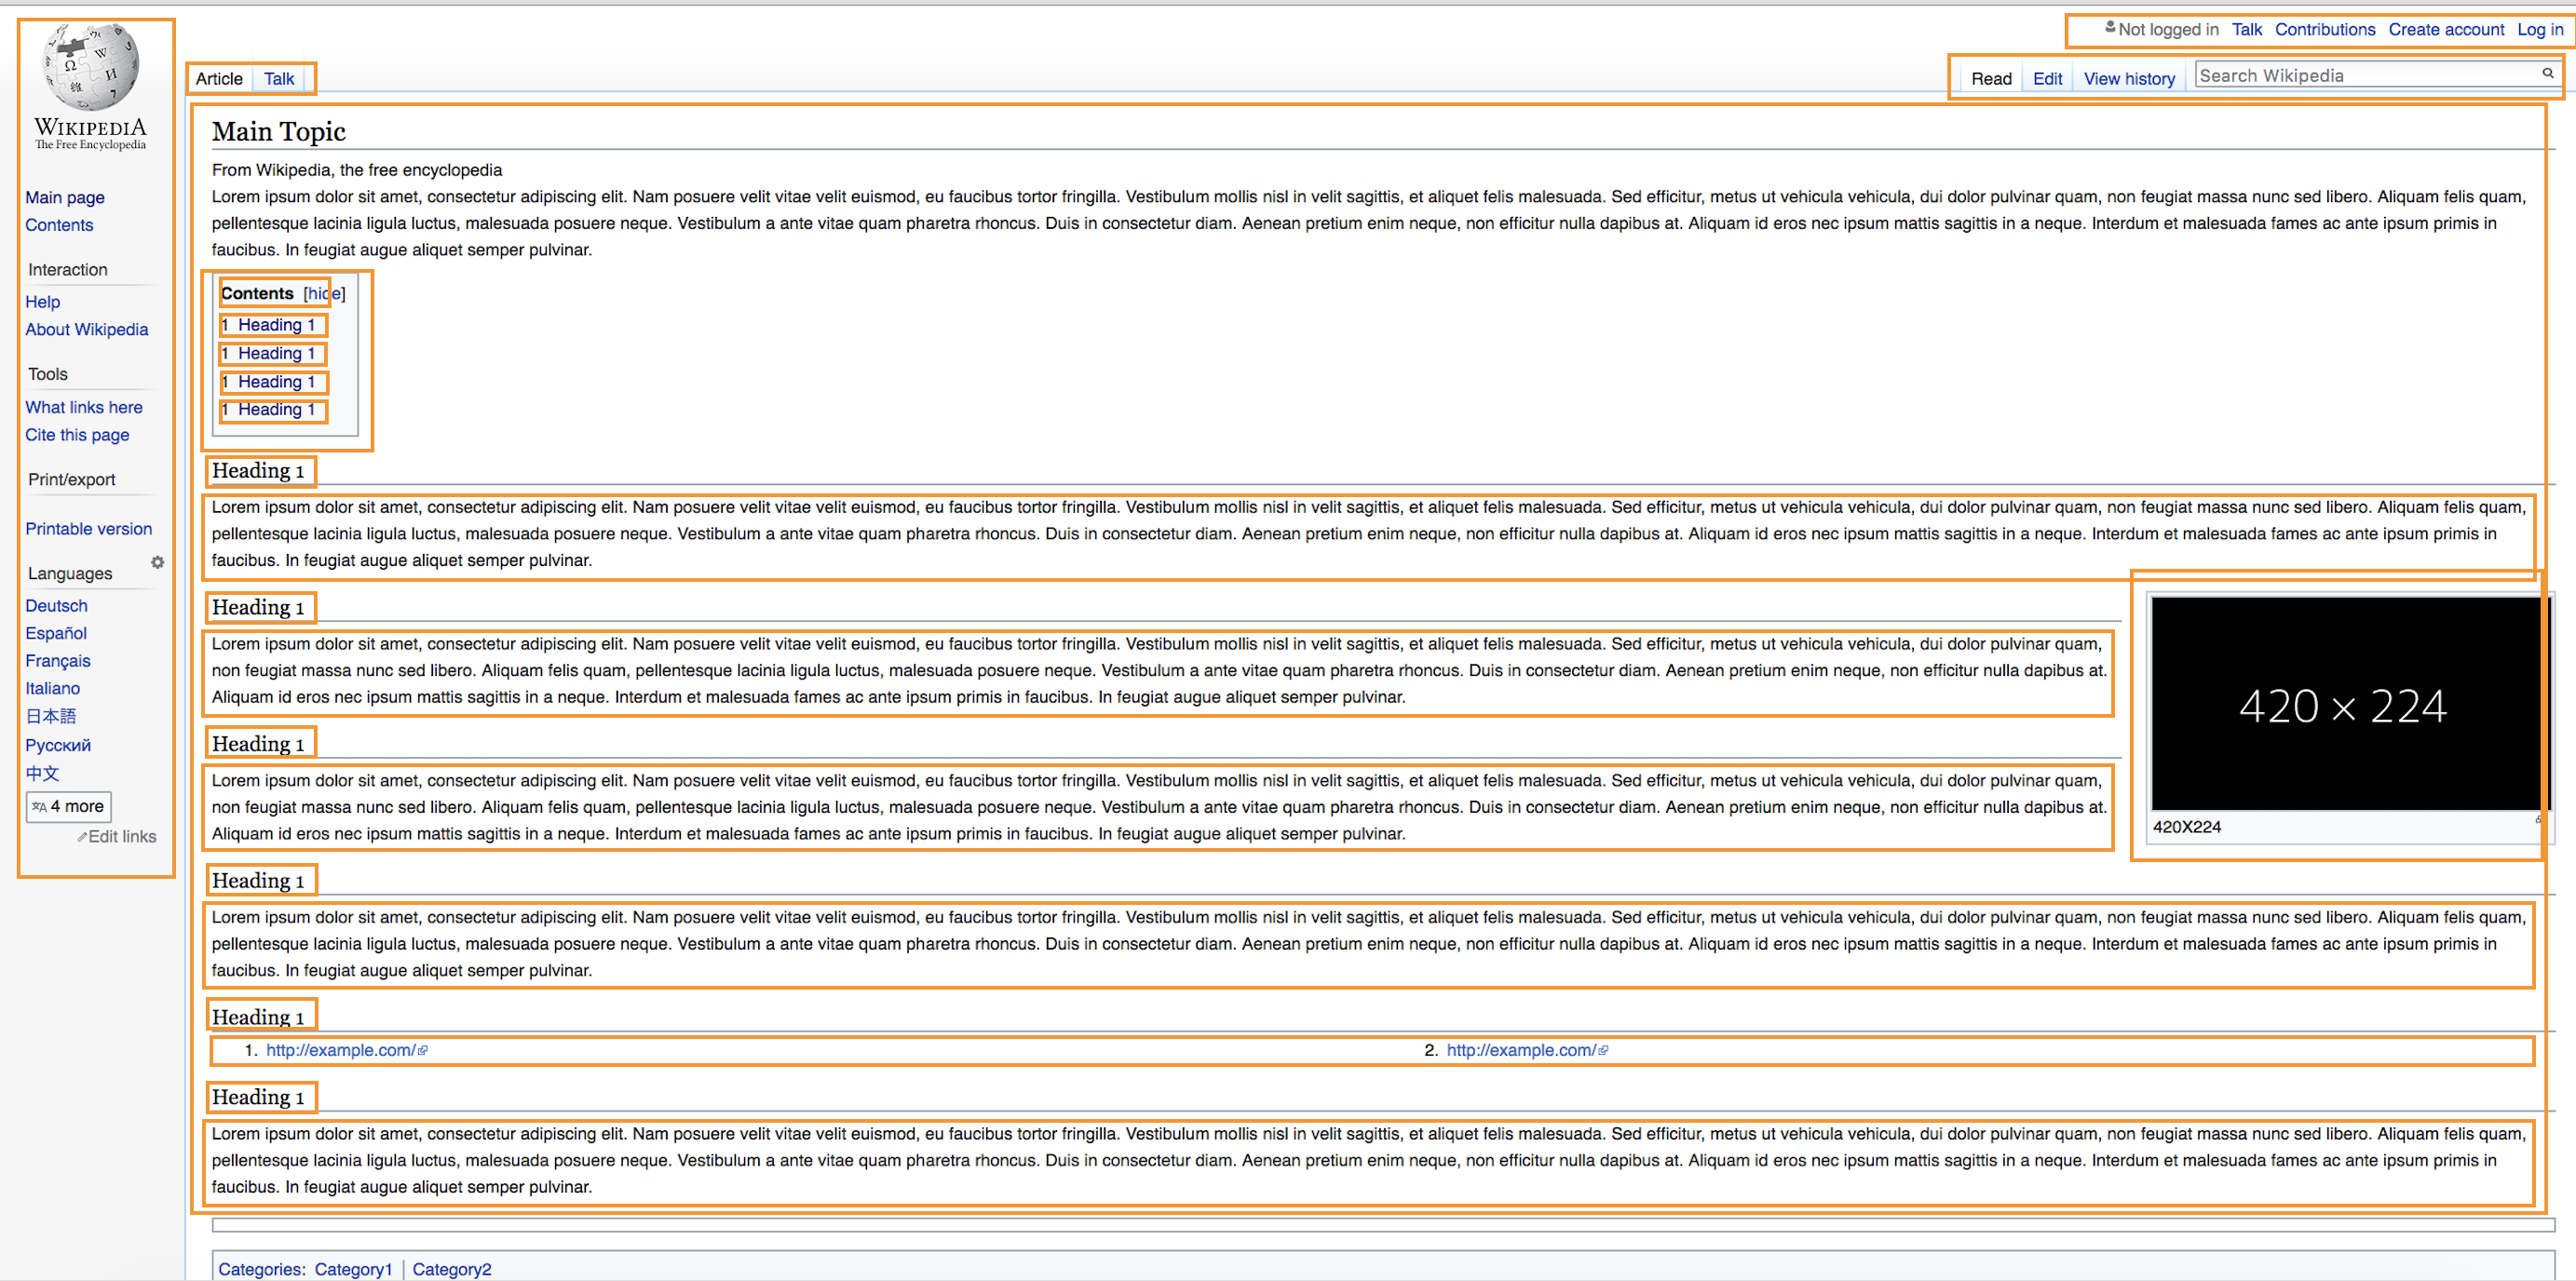 WIKIPEDIA
The Free Encyclopedia
Main page
Contents
Interaction
Help
About Wikipedia
Tools
What links here
Cite this page
Print/export
Printable version
Languages
Deutsch
Español
Français
Italiano
日本語
Русский
中文
4 more
Edit links
Not logged in Talk Contributions Create account Log in
Article Talk
Read Edit View history Search Wikipedia
Main Topic
From Wikipedia, the free encyclopedia
Lorem ipsum dolor sit amet, consectetur adipiscing elit. Nam posuere velit vitae velit euismod, eu faucibus tortor fringilla. Vestibulum mollis nisl in velit sagittis, et aliquet felis malesuada. Sed efficitur, metus ut vehicula vehicula, dui dolor pulvinar quam, non feugiat massa nunc sed libero. Aliquam felis quam,
pellentesque lacinia ligula luctus, malesuada posuere neque. Vestibulum a ante vitae quam pharetra rhoncus. Duis in consectetur diam. Aenean pretium enim neque, non efficitur nulla dapibus at. Aliquam id eros nec ipsum mattis sagittis in a neque. Interdum et malesuada fames ac ante ipsum primis in
faucibus. In feugiat augue aliquet semper pulvinar.
Contents [hide]
1 Heading 1
1 Heading 1
1 Heading 1
1 Heading 1
Heading 1
Lorem ipsum dolor sit amet, consectetur adipiscing elit. Nam posuere velit vitae velit euismod, eu faucibus tortor fringilla. Vestibulum mollis nisl in velit sagittis, et aliquet felis malesuada. Sed efficitur, metus ut vehicula vehicula, dui dolor pulvinar quam, non feugiat massa nunc sed libero. Aliquam felis quam,
pellentesque lacinia ligula luctus, malesuada posuere neque. Vestibulum a ante vitae quam pharetra rhoncus. Duis in consectetur diam. Aenean pretium enim neque, non efficitur nulla dapibus at. Aliquam id eros nec ipsum mattis sagittis in a neque. Interdum et malesuada fames ac ante ipsum primis in
faucibus. In feugiat augue aliquet semper pulvinar.
Heading 1
Lorem ipsum dolor sit amet, consectetur adipiscing elit. Nam posuere velit vitae velit euismod, eu faucibus tortor fringilla. Vestibulum mollis nisl in velit sagittis, et aliquet felis malesuada. Sed efficitur, metus ut vehicula vehicula, dui dolor pulvinar quam,
non feugiat massa nunc sed libero. Aliquam felis quam, pellentesque lacinia ligula luctus, malesuada posuere neque. Vestibulum a ante vitae quam pharetra rhoncus. Duis in consectetur diam. Aenean pretium enim neque, non efficitur nulla dapibus at.
Aliquam id eros nec ipsum mattis sagittis in a neque. Interdum et malesuada fames ac ante ipsum primis in faucibus. In feugiat augue aliquet semper pulvinar.
420 × 224
420X224
Heading 1
Lorem ipsum dolor sit amet, consectetur adipiscing elit. Nam posuere velit vitae velit euismod, eu faucibus tortor fringilla. Vestibulum mollis nisl in velit sagittis, et aliquet felis malesuada. Sed efficitur, metus ut vehicula vehicula, dui dolor pulvinar quam,
non feugiat massa nunc sed libero. Aliquam felis quam, pellentesque lacinia ligula luctus, malesuada posuere neque. Vestibulum a ante vitae quam pharetra rhoncus. Duis in consectetur diam. Aenean pretium enim neque, non efficitur nulla dapibus at.
Aliquam id eros nec ipsum mattis sagittis in a neque. Interdum et malesuada fames ac ante ipsum primis in faucibus. In feugiat augue aliquet semper pulvinar.
Heading 1
Lorem ipsum dolor sit amet, consectetur adipiscing elit. Nam posuere velit vitae velit euismod, eu faucibus tortor fringilla. Vestibulum mollis nisl in velit sagittis, et aliquet felis malesuada. Sed efficitur, metus ut vehicula vehicula, dui dolor pulvinar quam, non feugiat massa nunc sed libero. Aliquam felis quam,
pellentesque lacinia ligula luctus, malesuada posuere neque. Vestibulum a ante vitae quam pharetra rhoncus. Duis in consectetur diam. Aenean pretium enim neque, non efficitur nulla dapibus at. Aliquam id eros nec ipsum mattis sagittis in a neque. Interdum et malesuada fames ac ante ipsum primis in
faucibus. In feugiat augue aliquet semper pulvinar.
Heading 1
1. http://example.com/ 2. http://example.com/
Heading 1
Lorem ipsum dolor sit amet, consectetur adipiscing elit. Nam posuere velit vitae velit euismod, eu faucibus tortor fringilla. Vestibulum mollis nisl in velit sagittis, et aliquet felis malesuada. Sed efficitur, metus ut vehicula vehicula, dui dolor pulvinar quam, non feugiat massa nunc sed libero. Aliquam felis quam,
pellentesque lacinia ligula luctus, malesuada posuere neque. Vestibulum a ante vitae quam pharetra rhoncus. Duis in consectetur diam. Aenean pretium enim neque, non efficitur nulla dapibus at. Aliquam id eros nec ipsum mattis sagittis in a neque. Interdum et malesuada fames ac ante ipsum primis in
faucibus. In feugiat augue aliquet semper pulvinar.
Categories: Category1 | Category2